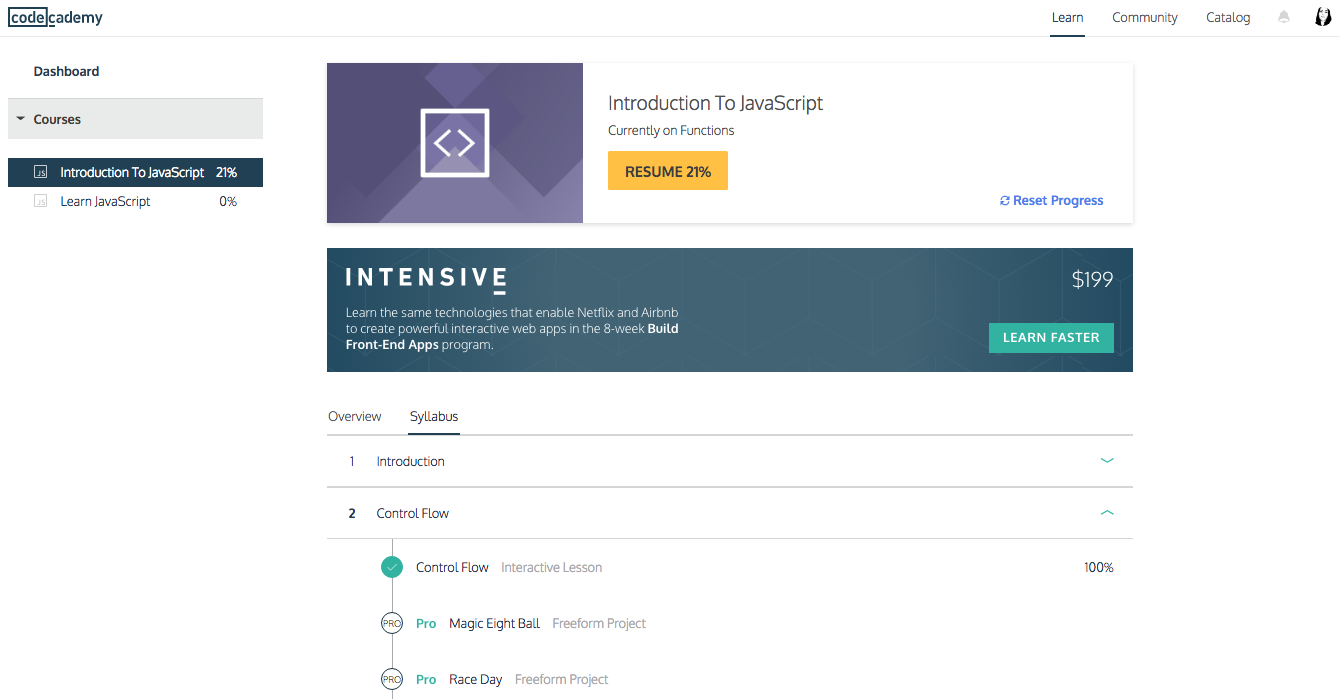 codecademy
Learn Community Catalog
Dashboard
Courses
JS Introduction To JavaScript 21%
JS Learn JavaScript 0%
Introduction To JavaScript
Currently on Functions
RESUME 21%
Reset Progress
INTENSIVE
$199
Learn the same technologies that enable Netflix and Airbnb
to create powerful interactive web apps in the 8-week Build
Front-End Apps program.
LEARN FASTER
Overview Syllabus
1 Introduction
2 Control Flow
Control Flow Interactive Lesson 100%
PRO Pro Magic Eight Ball Freeform Project
PRO Pro Race Day Freeform Project